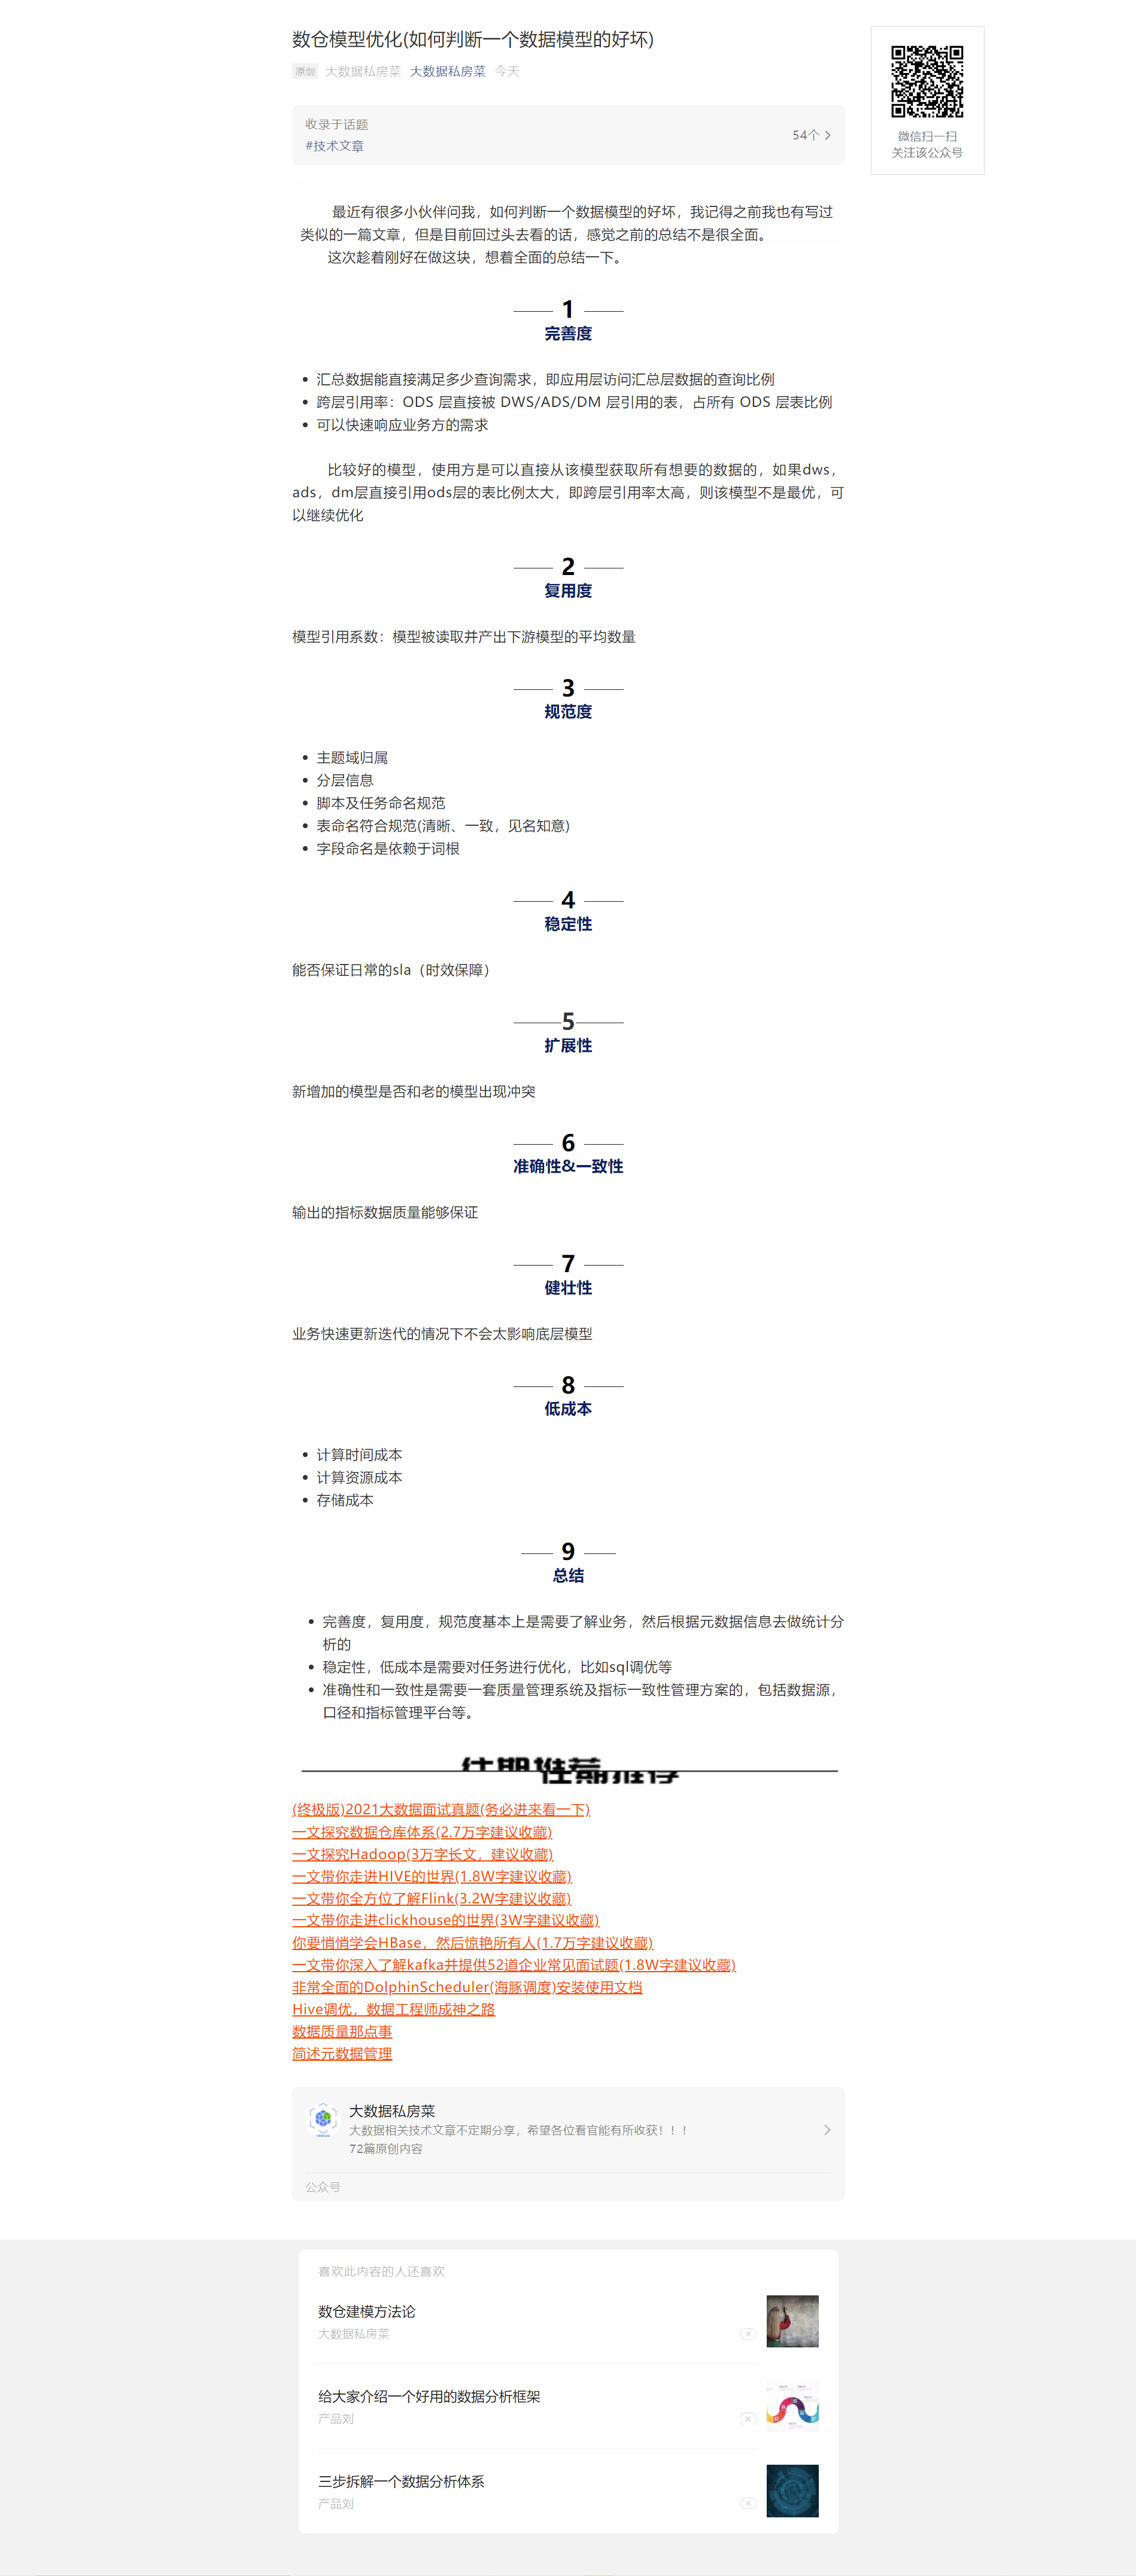 数仓模型优化(如何判断一个数据模型的好坏)
原创 大数据私房菜 大数据私房菜 今天
微信扫一扫
关注该公众号
收录于话题
#技术文章
54个
最近有很多小伙伴问我，如何判断一个数据模型的好坏，我记得之前我也有写过
类似的一篇文章，但是目前回过头去看的话，感觉之前的总结不是很全面。
这次趁着刚好在做这块，想着全面的总结一下。
1
完善度
• 汇总数据能直接满足多少查询需求，即应用层访问汇总层数据的查询比例
• 跨层引用率：ODS 层直接被 DWS/ADS/DM 层引用的表，占所有 ODS 层表比例
• 可以快速响应业务方的需求
比较好的模型，使用方是可以直接从该模型获取所有想要的数据的，如果dws，
ads，dm层直接引用ods层的表比例太大，即跨层引用率太高，则该模型不是最优，可
以继续优化
2
复用度
模型引用系数：模型被读取并产出下游模型的平均数量
3
规范度
• 主题域归属
• 分层信息
• 脚本及任务命名规范
• 表命名符合规范(清晰、一致，见名知意)
• 字段命名是依赖于词根
4
稳定性
能否保证日常的sla（时效保障）
5
扩展性
新增加的模型是否和老的模型出现冲突
6
准确性&一致性
输出的指标数据质量能够保证
7
健壮性
业务快速更新迭代的情况下不会太影响底层模型
8
低成本
• 计算时间成本
• 计算资源成本
• 存储成本
9
总结
• 完善度，复用度，规范度基本上是需要了解业务，然后根据元数据信息去做统计分
析的
• 稳定性，低成本是需要对任务进行优化，比如sql调优等
• 准确性和一致性是需要一套质量管理系统及指标一致性管理方案的，包括数据源，
口径和指标管理平台等。
往期推荐
往期推荐
(终极版)2021大数据面试真题(务必进来看一下)
一文探究数据仓库体系(2.7万字建议收藏)
一文探究Hadoop(3万字长文，建议收藏)
一文带你走进HIVE的世界(1.8W字建议收藏)
一文带你全方位了解Flink(3.2W字建议收藏)
一文带你走进clickhouse的世界(3W字建议收藏)
你要悄悄学会HBase，然后惊艳所有人(1.7万字建议收藏)
一文带你深入了解kafka并提供52道企业常见面试题(1.8W字建议收藏)
非常全面的DolphinScheduler(海豚调度)安装使用文档
Hive调优，数据工程师成神之路
数据质量那点事
简述元数据管理
大数据私房菜
大数据相关技术文章不定期分享，希望各位看官能有所收获！！！
72篇原创内容
公众号
喜欢此内容的人还喜欢
数仓建模方法论
大数据私房菜
给大家介绍一个好用的数据分析框架
产品刘
三步拆解一个数据分析体系
产品刘